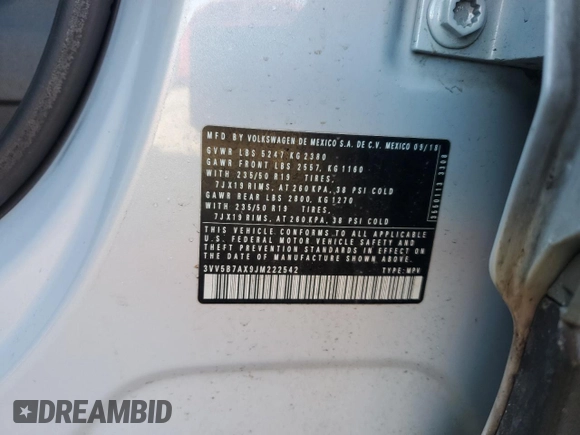 MFD BY VOLKSWAGEN DE MEXICO S.A. DE C.V. MEXICO 09/18
GVWR LBS 5247 KG 2380
GAWR FRONT LBS 2557, KG 1160
WITH 235/50 R19 TIRES,
7JX19 RIMS, AT 260 KPA, 38 PSI COLD
GAWR REAR LBS 2800, KG 1270
WITH 235/50 R19 TIRES,
7JX19 RIMS, AT 260 KPA, 38 PSI COLD
THIS VEHICLE CONFORMS TO ALL APPLICABLE
U.S. FEDERAL MOTOR VEHICLE SAFETY AND
THEFT PREVENTION STANDARDS IN EFFECT ON
THE DATE OF MANUFACTURE SHOWN ABOVE.
3VV5B7AX9JM222542
TYPE: MPV
DREAMBID